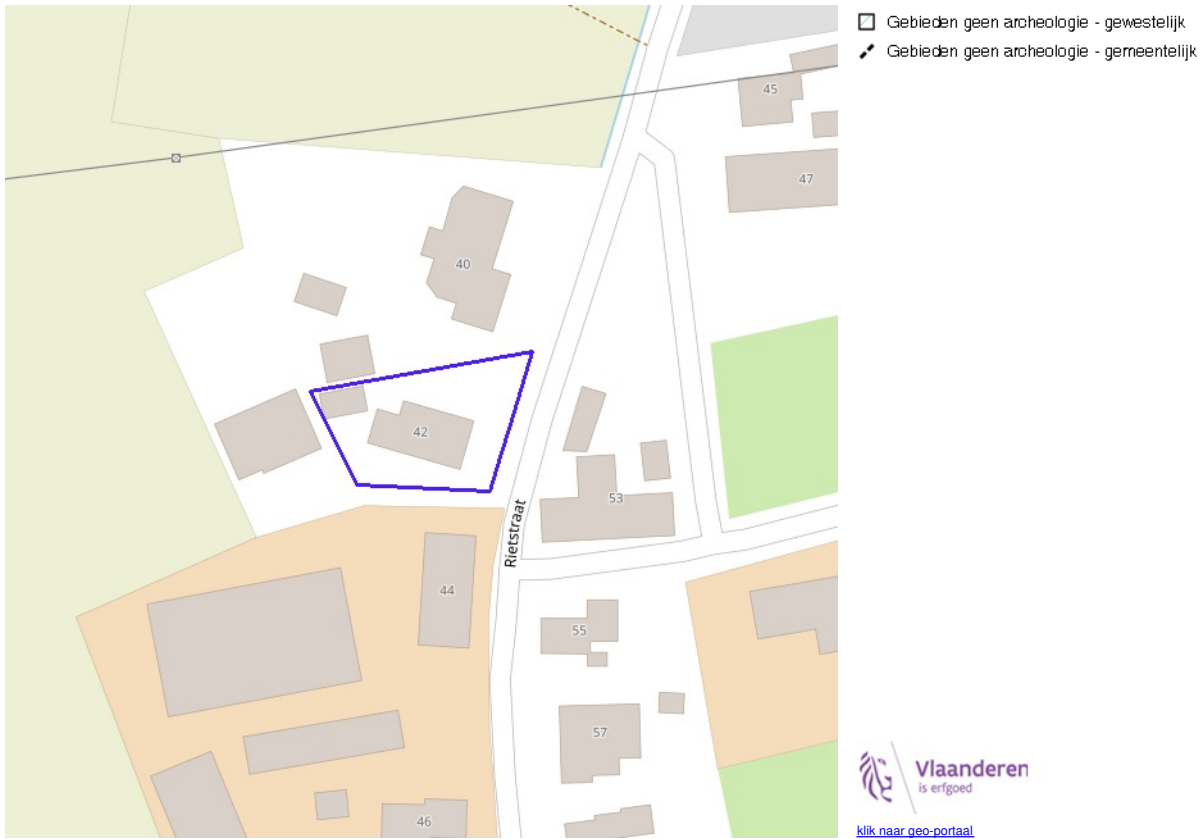 Gebieden geen archeologie - gewestelijk
Gebieden geen archeologie - gemeentelijk
45
47
40
42
53
Rietstraat
44
55
57
46
Vlaanderen
is erfgoed
klik naar geo-portaal